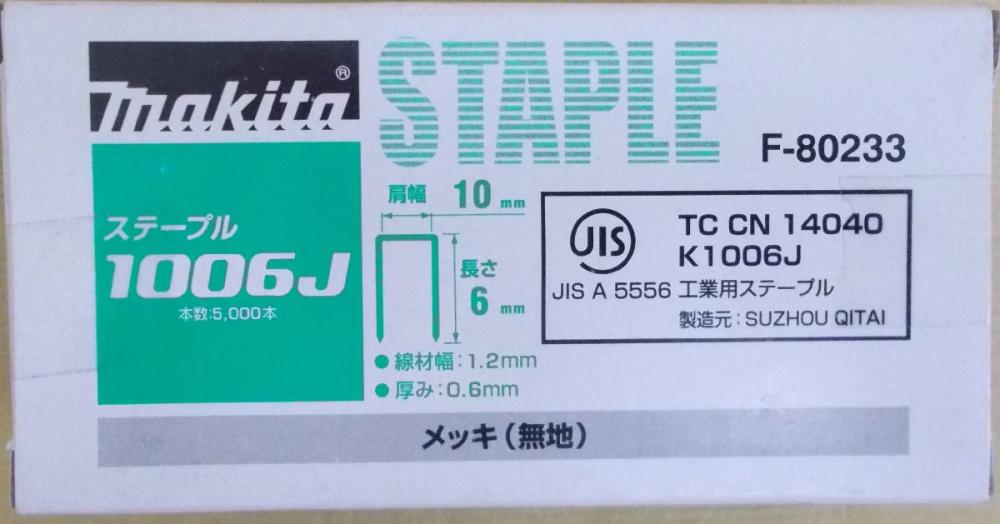 makita®
STAPLE
F-80233
ステープル
1006J
本数:5,000本
肩幅 10 mm
長さ
6 mm
●線材幅:1.2mm
●厚み:0.6mm
JIS
TC CN 14040
K1006J
JIS A 5556 工業用ステープル
製造元:SUZHOU QITAI
メッキ(無地)